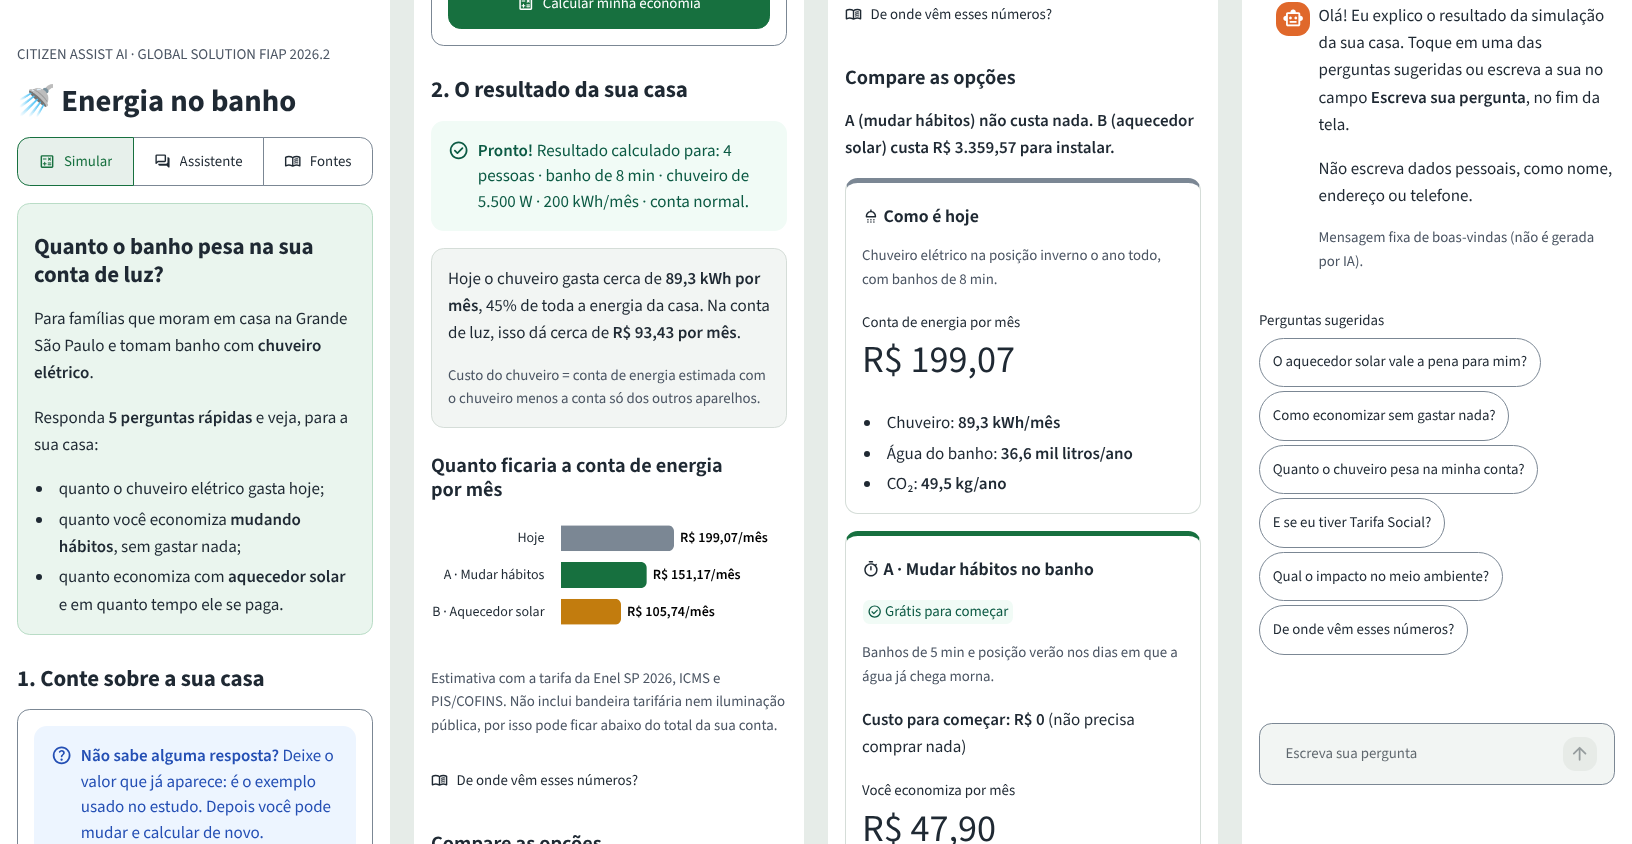 CITIZEN ASSIST AI · GLOBAL SOLUTION FIAP 2026.2
Energia no banho
Simular
Assistente
Fontes
Quanto o banho pesa na sua
conta de luz?
Para famílias que moram em casa na Grande
São Paulo e tomam banho com chuveiro
elétrico.
Responda 5 perguntas rápidas e veja, para a
sua casa:
quanto o chuveiro elétrico gasta hoje;
quanto você economiza mudando
hábitos, sem gastar nada;
quanto economiza com aquecedor solar
e em quanto tempo ele se paga.
1. Conte sobre a sua casa
Não sabe alguma resposta? Deixe o
valor que já aparece: é o exemplo
usado no estudo. Depois você pode
mudar e calcular de novo.
Calcular minha economia
2. O resultado da sua casa
Pronto! Resultado calculado para: 4
pessoas · banho de 8 min · chuveiro de
5.500 W · 200 kWh/mês · conta normal.
Hoje o chuveiro gasta cerca de 89,3 kWh por
mês, 45% de toda a energia da casa. Na conta
de luz, isso dá cerca de R$ 93,43 por mês.
Custo do chuveiro = conta de energia estimada com
o chuveiro menos a conta só dos outros aparelhos.
Quanto ficaria a conta de energia
por mês
Hoje R$ 199,07/mês
A · Mudar hábitos R$ 151,17/mês
B · Aquecedor solar R$ 105,74/mês
Estimativa com a tarifa da Enel SP 2026, ICMS e
PIS/COFINS. Não inclui bandeira tarifária nem iluminação
pública, por isso pode ficar abaixo do total da sua conta.
De onde vêm esses números?
Compare as opções
De onde vêm esses números?
Compare as opções
A (mudar hábitos) não custa nada. B (aquecedor
solar) custa R$ 3.359,57 para instalar.
Como é hoje
Chuveiro elétrico na posição inverno o ano todo,
com banhos de 8 min.
Conta de energia por mês
R$ 199,07
Chuveiro: 89,3 kWh/mês
Água do banho: 36,6 mil litros/ano
CO₂: 49,5 kg/ano
A · Mudar hábitos no banho
Grátis para começar
Banhos de 5 min e posição verão nos dias em que a
água já chega morna.
Custo para começar: R$ 0 (não precisa
comprar nada)
Você economiza por mês
R$ 47,90
Olá! Eu explico o resultado da simulação
da sua casa. Toque em uma das
perguntas sugeridas ou escreva a sua no
campo Escreva sua pergunta, no fim da
tela.
Não escreva dados pessoais, como nome,
endereço ou telefone.
Mensagem fixa de boas-vindas (não é gerada
por IA).
Perguntas sugeridas
O aquecedor solar vale a pena para mim?
Como economizar sem gastar nada?
Quanto o chuveiro pesa na minha conta?
E se eu tiver Tarifa Social?
Qual o impacto no meio ambiente?
De onde vêm esses números?
Escreva sua pergunta